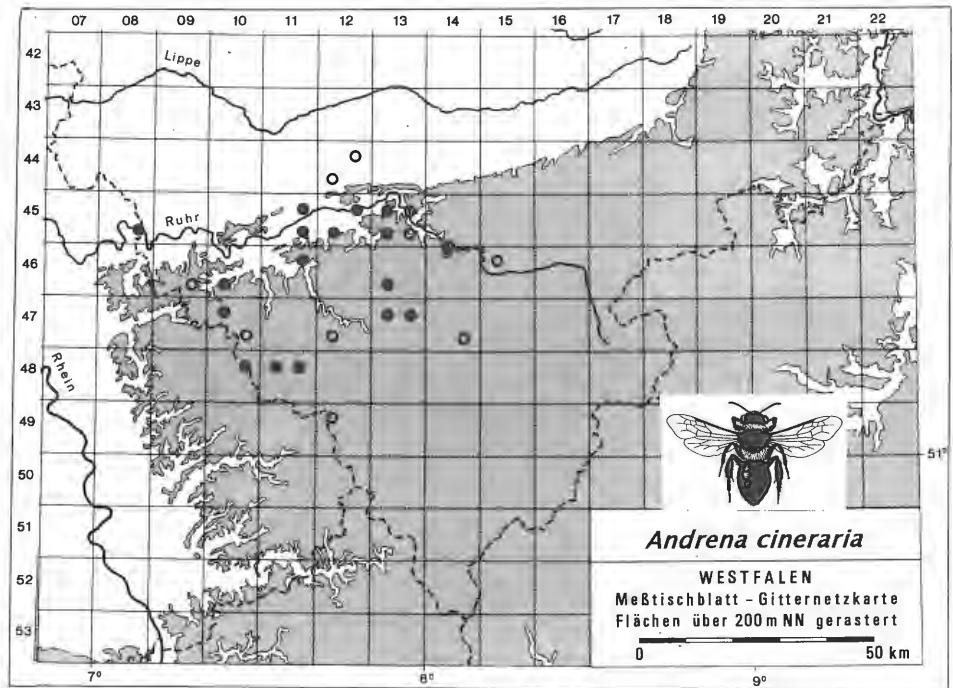 07 08 09 10 11 12 13 14 15 16 17 18 19 20 21 22
42
Lippe
43
44
45
Ruhr
46
47
Rhein
48
49
50
51°
51
Andrena cineraria
52
WESTFALEN
Meßtischblatt - Gitternetzkarte
Flächen über 200 m NN gerastert
53
0 50 km
7° 8° 9°